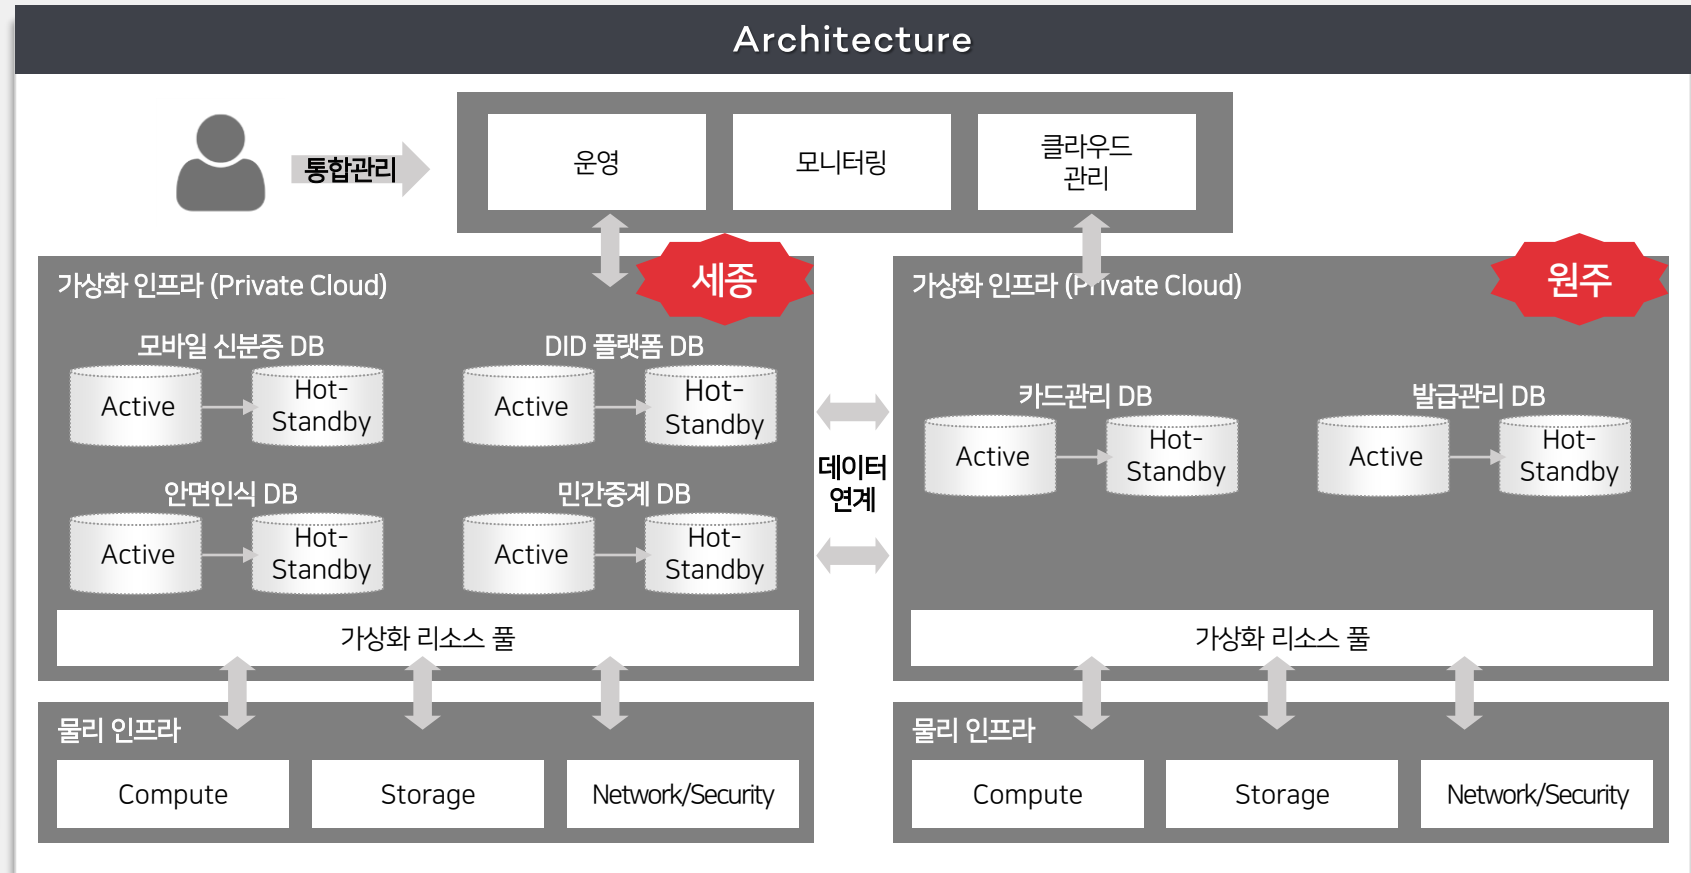 Architecture
통합관리
운영
모니터링
클라우드
관리
가상화 인프라 (Private Cloud)
세종
모바일 신분증 DB
DID 플랫폼 DB
Active
Hot-
Standby
Active
Hot-
Standby
안면인식 DB
민간중계 DB
Active
Hot-
Standby
Active
Hot-
Standby
가상화 리소스 풀
물리 인프라
Compute
Storage
Network/Security
데이터
연계
가상화 인프라 (Private Cloud)
원주
카드관리 DB
발급관리 DB
Active
Hot-
Standby
Active
Hot-
Standby
가상화 리소스 풀
물리 인프라
Compute
Storage
Network/Security